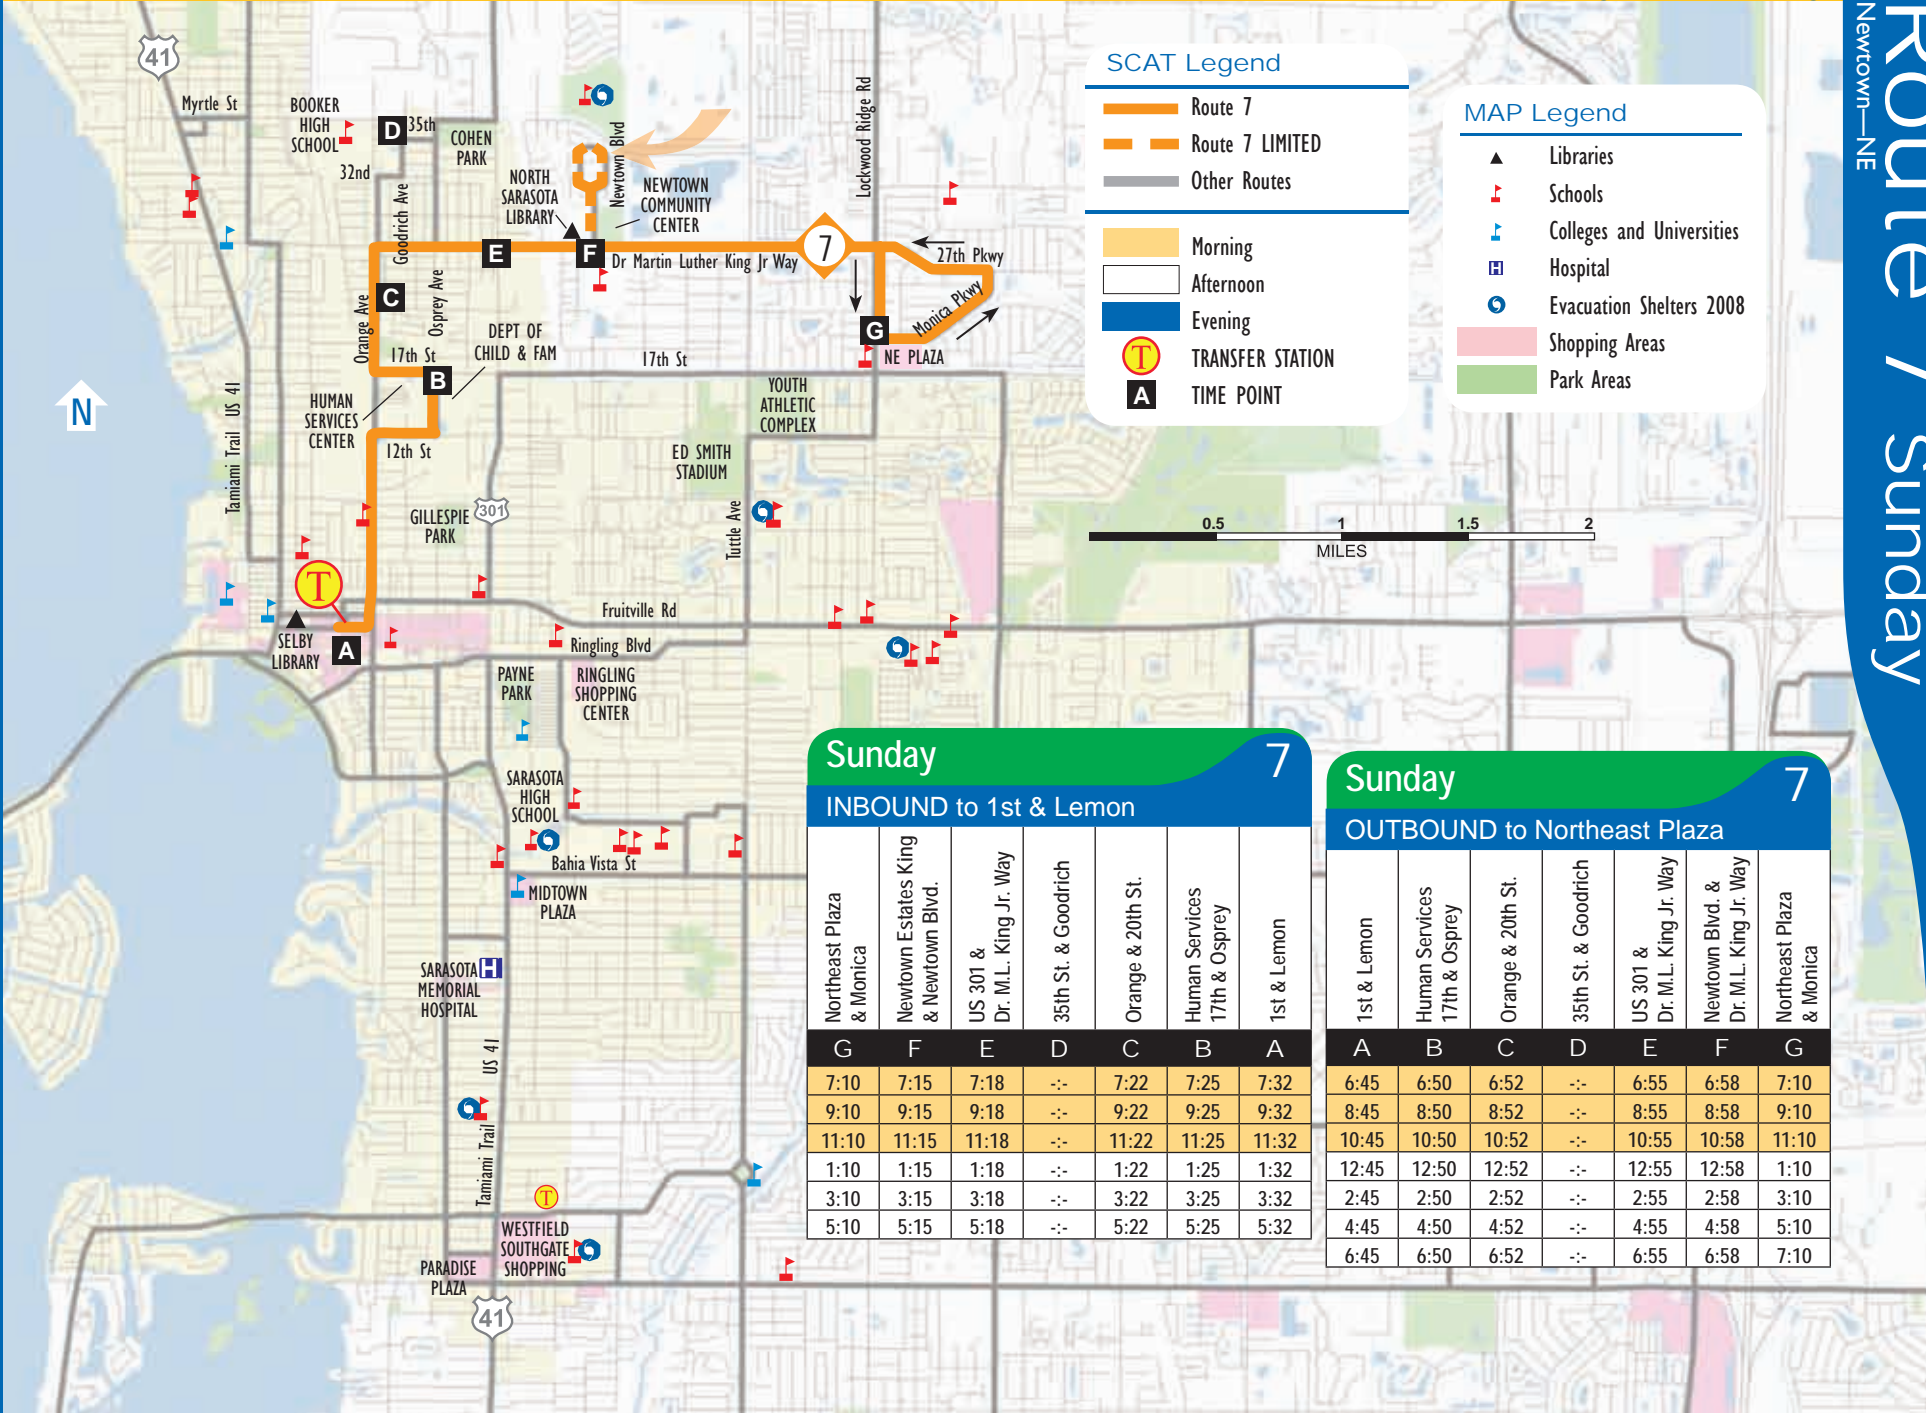 Route 7 Sunday
Newtown—NE
41
Myrtle St
BOOKER
HIGH
SCHOOL
D
35th
32nd
COHEN
PARK
Goodrich Ave
NORTH
SARASOTA
LIBRARY
Newtown Blvd
NEWTOWN
COMMUNITY
CENTER
Lockwood Ridge Rd
E
F
Dr Martin Luther King Jr Way
7
27th Pkwy
Monica Pkwy
G
NE PLAZA
C
Orange Ave
Osprey Ave
17th St
B
DEPT OF
CHILD & FAM
17th St
HUMAN
SERVICES
CENTER
12th St
N
Tamiami Trail US 41
YOUTH
ATHLETIC
COMPLEX
ED SMITH
STADIUM
Tuttle Ave
GILLESPIE
PARK
301
T
SELBY
LIBRARY
A
Fruitville Rd
Ringling Blvd
PAYNE
PARK
RINGLING
SHOPPING
CENTER
SARASOTA
HIGH
SCHOOL
Bahia Vista St
MIDTOWN
PLAZA
SARASOTA
MEMORIAL
HOSPITAL
H
Tamiami Trail US 41
T
WESTFIELD
SOUTHGATE
SHOPPING
PARADISE
PLAZA
41
SCAT Legend
Route 7
Route 7 LIMITED
Other Routes
Morning
Afternoon
Evening
T TRANSFER STATION
A TIME POINT
MAP Legend
Libraries
Schools
Colleges and Universities
H Hospital
Evacuation Shelters 2008
Shopping Areas
Park Areas
0.5 1 1.5 2
MILES
Sunday 7
INBOUND to 1st & Lemon
Northeast Plaza
& Monica
Newtown Estates King
& Newtown Blvd.
US 301 &
Dr. M.L. King Jr. Way
35th St. & Goodrich
Orange & 20th St.
Human Services
17th & Osprey
1st & Lemon
G F E D C B A
7:10 7:15 7:18 -:- 7:22 7:25 7:32
9:10 9:15 9:18 -:- 9:22 9:25 9:32
11:10 11:15 11:18 -:- 11:22 11:25 11:32
1:10 1:15 1:18 -:- 1:22 1:25 1:32
3:10 3:15 3:18 -:- 3:22 3:25 3:32
5:10 5:15 5:18 -:- 5:22 5:25 5:32
Sunday 7
OUTBOUND to Northeast Plaza
1st & Lemon
Human Services
17th & Osprey
Orange & 20th St.
35th St. & Goodrich
US 301 &
Dr. M.L. King Jr. Way
Newtown Blvd. &
Dr. M.L. King Jr. Way
Northeast Plaza
& Monica
A B C D E F G
6:45 6:50 6:52 -:- 6:55 6:58 7:10
8:45 8:50 8:52 -:- 8:55 8:58 9:10
10:45 10:50 10:52 -:- 10:55 10:58 11:10
12:45 12:50 12:52 -:- 12:55 12:58 1:10
2:45 2:50 2:52 -:- 2:55 2:58 3:10
4:45 4:50 4:52 -:- 4:55 4:58 5:10
6:45 6:50 6:52 -:- 6:55 6:58 7:10